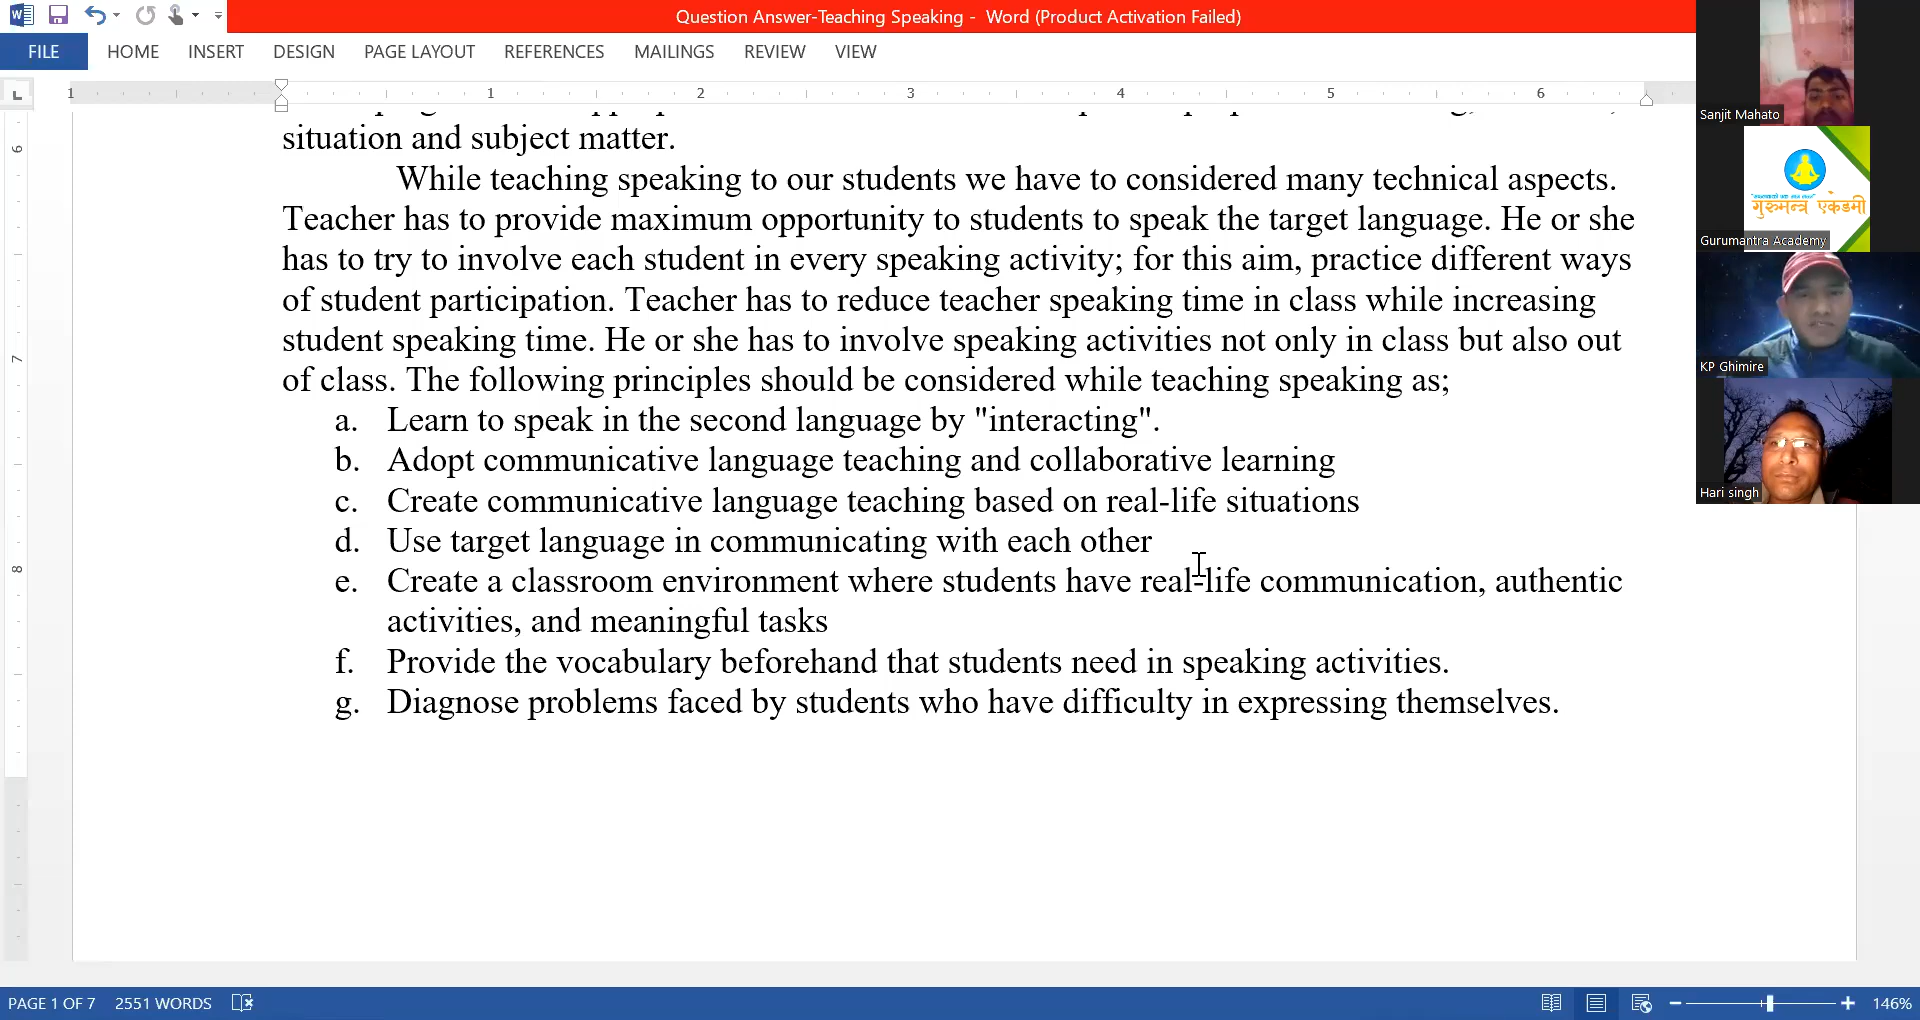 Question Answer-Teaching Speaking - Word (Product Activation Failed)
FILE HOME INSERT DESIGN PAGE LAYOUT REFERENCES MAILINGS REVIEW VIEW
1 1 2 3 4 5 6
situation and subject matter.
While teaching speaking to our students we have to considered many technical aspects.
Teacher has to provide maximum opportunity to students to speak the target language. He or she
has to try to involve each student in every speaking activity; for this aim, practice different ways
of student participation. Teacher has to reduce teacher speaking time in class while increasing
student speaking time. He or she has to involve speaking activities not only in class but also out
of class. The following principles should be considered while teaching speaking as;
a. Learn to speak in the second language by "interacting".
b. Adopt communicative language teaching and collaborative learning
c. Create communicative language teaching based on real-life situations
d. Use target language in communicating with each other
e. Create a classroom environment where students have real-life communication, authentic
activities, and meaningful tasks
f. Provide the vocabulary beforehand that students need in speaking activities.
g. Diagnose problems faced by students who have difficulty in expressing themselves.
6
7
8
Sanjit Mahato
गुरुमन्त्र एकेडमी
Gurumantra Academy
KP Ghimire
Hari singh
PAGE 1 OF 7 2551 WORDS
146%